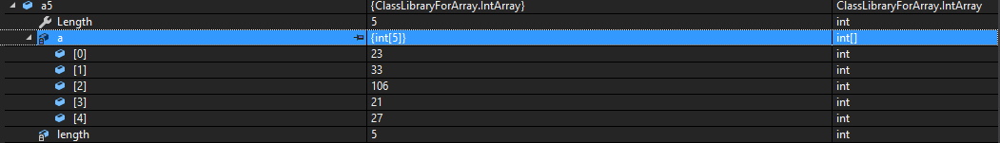 a5 {ClassLibraryForArray.IntArray} ClassLibraryForArray.IntArray
Length 5 int
a {int[5]} int[]
[0] 23 int
[1] 33 int
[2] 106 int
[3] 21 int
[4] 27 int
length 5 int